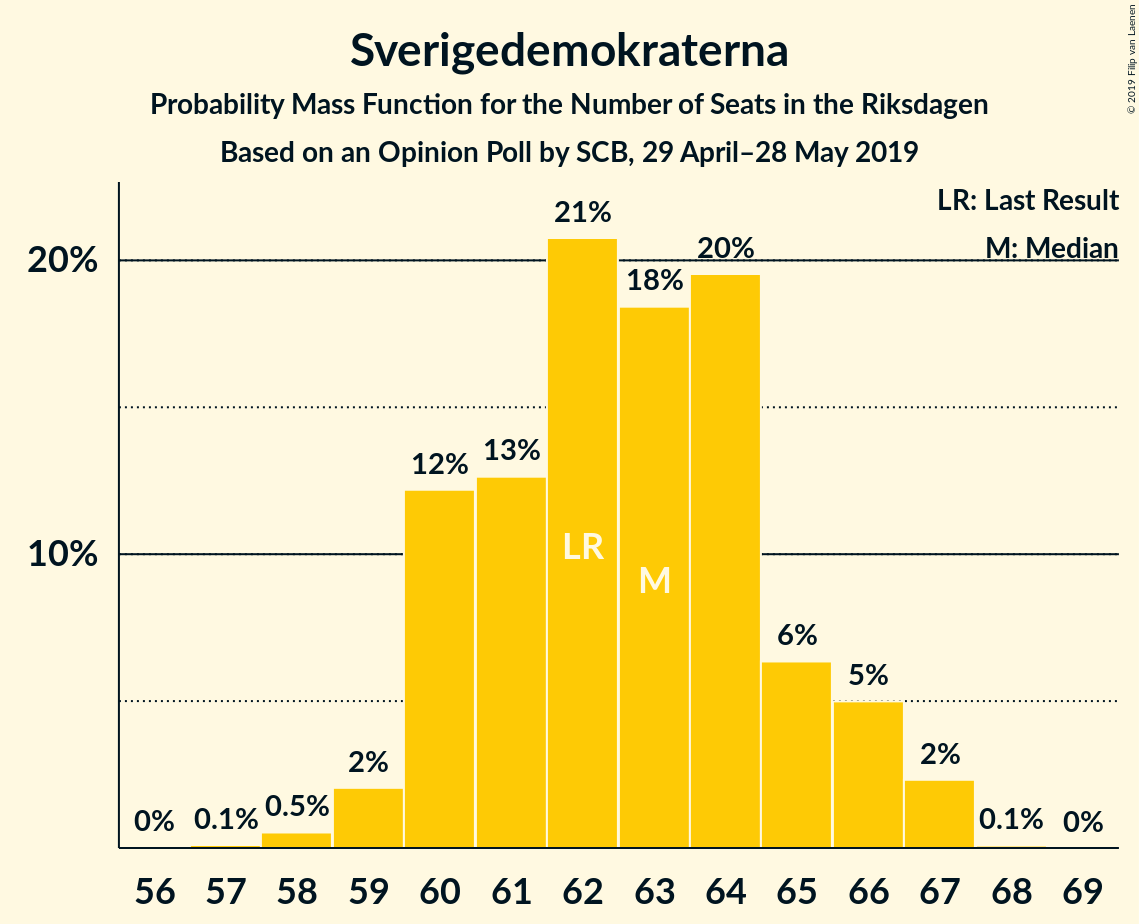 Sverigedemokraterna
Probability Mass Function for the Number of Seats in the Riksdagen
Based on an Opinion Poll by SCB, 29 April–28 May 2019
© 2019 Filip van Laenen
LR: Last Result
M: Median
20%
10%
0%
0.1%
0.5%
2%
12%
13%
21%
18%
20%
6%
5%
2%
0.1%
0%
LR
M
56 57 58 59 60 61 62 63 64 65 66 67 68 69